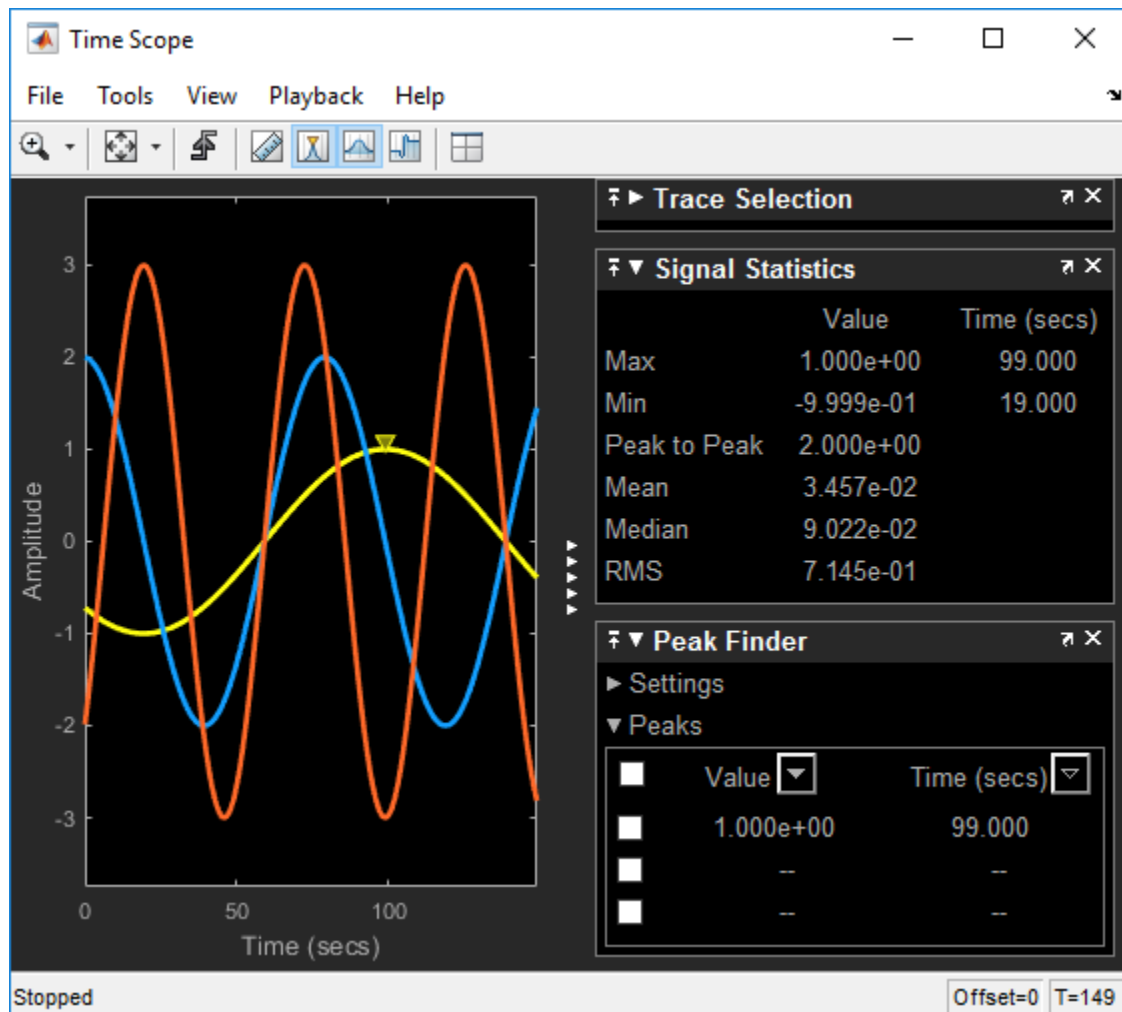 Time Scope
File Tools View Playback Help
3
2
1
0
-1
-2
-3
Amplitude
0 50 100
Time (secs)
Trace Selection
Signal Statistics
Value Time (secs)
Max 1.000e+00 99.000
Min -9.999e-01 19.000
Peak to Peak 2.000e+00
Mean 3.457e-02
Median 9.022e-02
RMS 7.145e-01
Peak Finder
Settings
Peaks
Value Time (secs)
1.000e+00 99.000
-- --
-- --
Stopped Offset=0 T=149